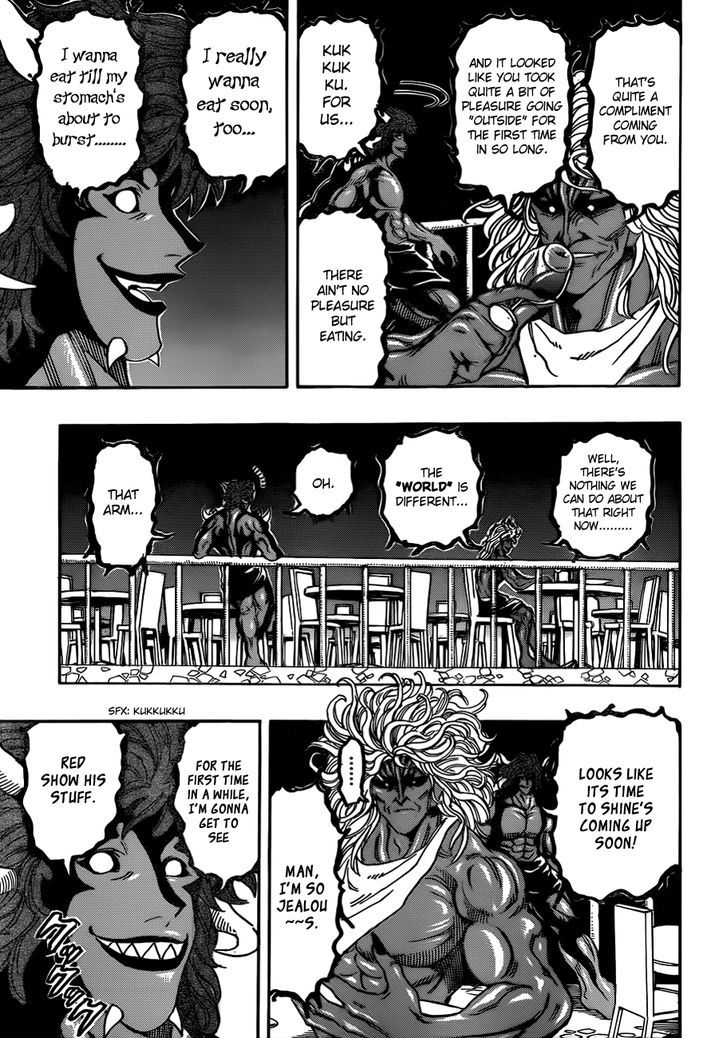 THAT'S
QUITE A
COMPLIMENT
COMING
FROM YOU.
AND IT LOOKED
LIKE YOU TOOK
QUITE A BIT OF
PLEASURE GOING
"OUTSIDE" FOR
THE FIRST TIME
IN SO LONG.
KUK
KUK
KU.
FOR
US...
THERE
AIN'T NO
PLEASURE
BUT
EATING.
I really
wanna
eat soon,
too...
I wanna
eat till my
stomach's
about to
burst.........
WELL,
THERE'S
NOTHING WE
CAN DO ABOUT
THAT RIGHT
NOW.........
THE
"WORLD" IS
DIFFERENT...
OH.
THAT
ARM...
LOOKS LIKE
ITS TIME
TO SHINE'S
COMING UP
SOON!
......
MAN,
I'M SO
JEALOU
~~S.
SFX: KUKKUKKU
FOR THE
FIRST TIME
IN A WHILE,
I'M GONNA
GET TO
SEE
RED
SHOW HIS
STUFF.